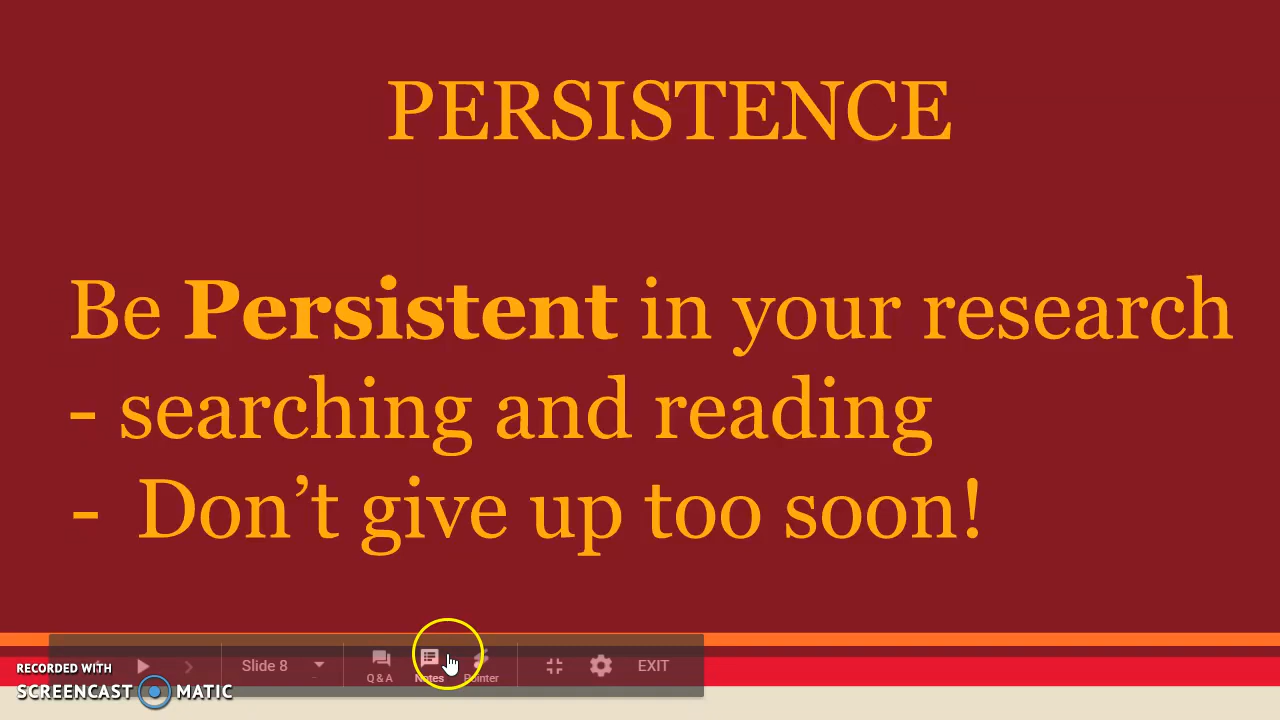 PERSISTENCE
Be Persistent in your research
- searching and reading
- Don’t give up too soon!
Slide 8
Q & A
Notes
Pointer
EXIT
RECORDED WITH
SCREENCAST MATIC